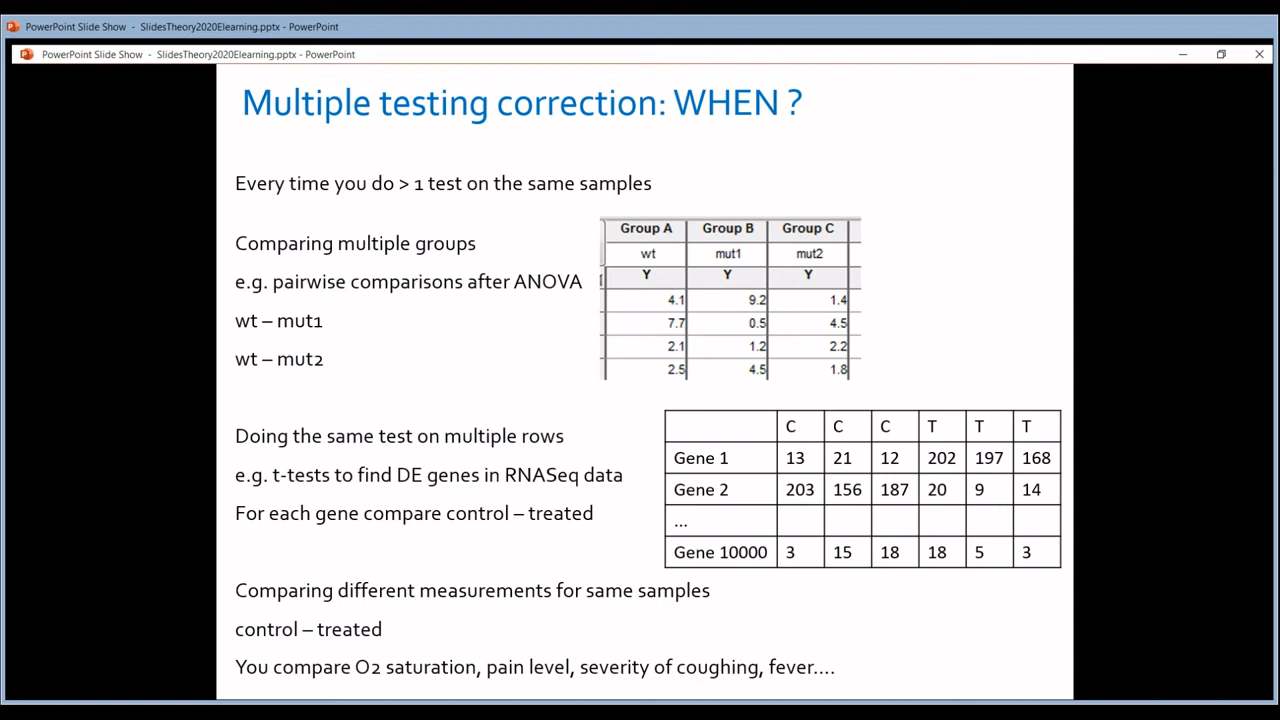 PowerPoint Slide Show - SlidesTheory2020Elearning.pptx - PowerPoint
PowerPoint Slide Show - SlidesTheory2020Elearning.pptx - PowerPoint
Multiple testing correction: WHEN ?
Every time you do > 1 test on the same samples
Comparing multiple groups
e.g. pairwise comparisons after ANOVA
wt – mut1
wt – mut2
Group A Group B Group C
wt mut1 mut2
Y Y Y
4.1 9.2 1.4
7.7 0.5 4.5
2.1 1.2 2.2
2.5 4.5 1.8
Doing the same test on multiple rows
e.g. t-tests to find DE genes in RNASeq data
For each gene compare control – treated
C C C T T T
Gene 1 13 21 12 202 197 168
Gene 2 203 156 187 20 9 14
...
Gene 10000 3 15 18 18 5 3
Comparing different measurements for same samples
control – treated
You compare O2 saturation, pain level, severity of coughing, fever....